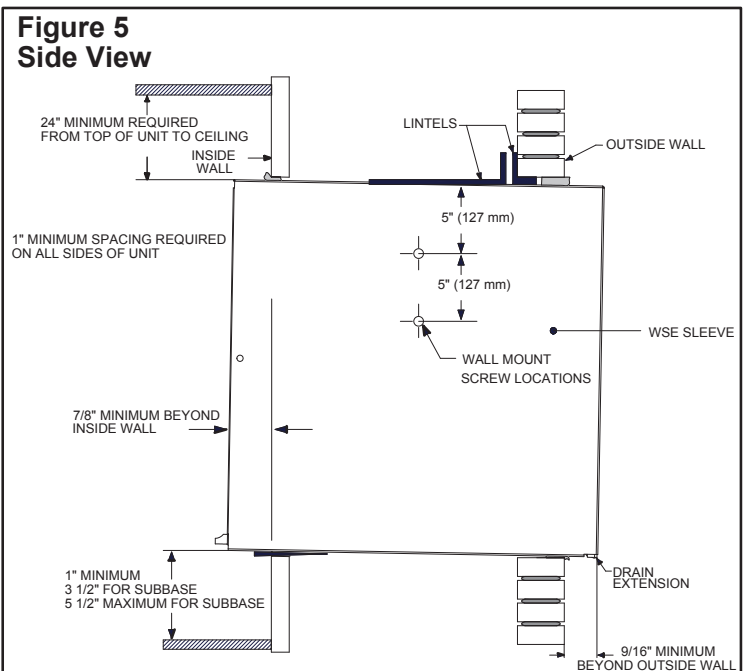 Figure 5
Side View
24" MINIMUM REQUIRED
FROM TOP OF UNIT TO CEILING
INSIDE
WALL
LINTELS
OUTSIDE WALL
5" (127 mm)
1" MINIMUM SPACING REQUIRED
ON ALL SIDES OF UNIT
5" (127 mm)
WSE SLEEVE
WALL MOUNT
SCREW LOCATIONS
7/8" MINIMUM BEYOND
INSIDE WALL
1" MINIMUM
3 1/2" FOR SUBBASE
5 1/2" MAXIMUM FOR SUBBASE
DRAIN
EXTENSION
9/16" MINIMUM
BEYOND OUTSIDE WALL